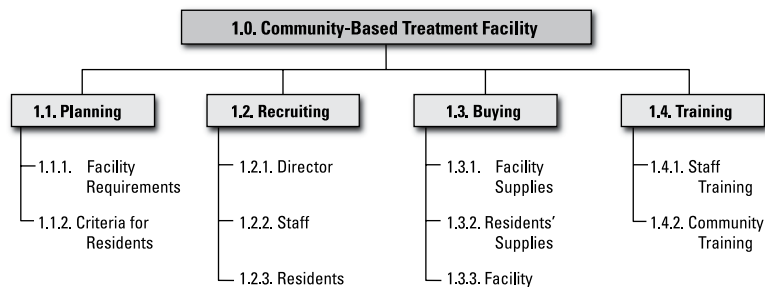 1.0. Community-Based Treatment Facility
1.1. Planning
1.1.1. Facility
Requirements
1.1.2. Criteria for
Residents
1.2. Recruiting
1.2.1. Director
1.2.2. Staff
1.2.3. Residents
1.3. Buying
1.3.1. Facility
Supplies
1.3.2. Residents’
Supplies
1.3.3. Facility
1.4. Training
1.4.1. Staff
Training
1.4.2. Community
Training